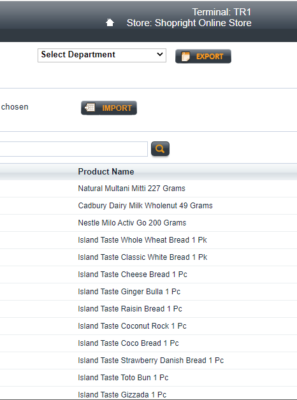 Terminal: TR1
Store: Shopright Online Store
Select Department
EXPORT
chosen
IMPORT
Product Name
Natural Multani Mitti 227 Grams
Cadbury Dairy Milk Wholenut 49 Grams
Nestle Milo Activ Go 200 Grams
Island Taste Whole Wheat Bread 1 Pk
Island Taste Classic White Bread 1 Pk
Island Taste Cheese Bread 1 Pc
Island Taste Ginger Bulla 1 Pc
Island Taste Raisin Bread 1 Pc
Island Taste Coconut Rock 1 Pc
Island Taste Coco Bread 1 Pc
Island Taste Strawberry Danish Bread 1 Pc
Island Taste Toto Bun 1 Pc
Island Taste Gizzada 1 Pc